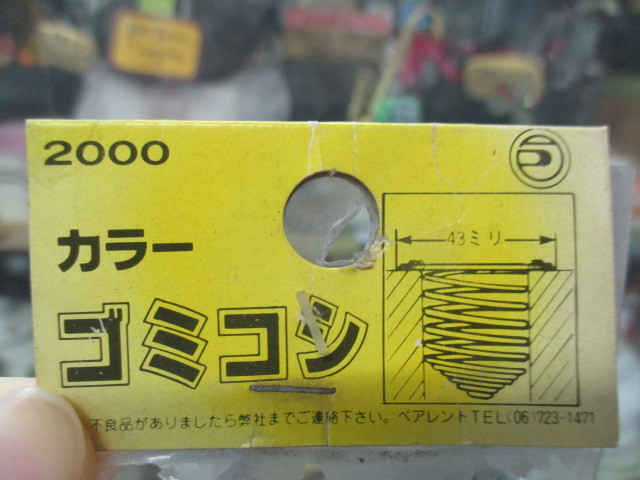 2000
カラー
ゴミコシ
43ミリ
不良品がありましたら弊社までご連絡下さい。ペアレントTEL(06)723-1471